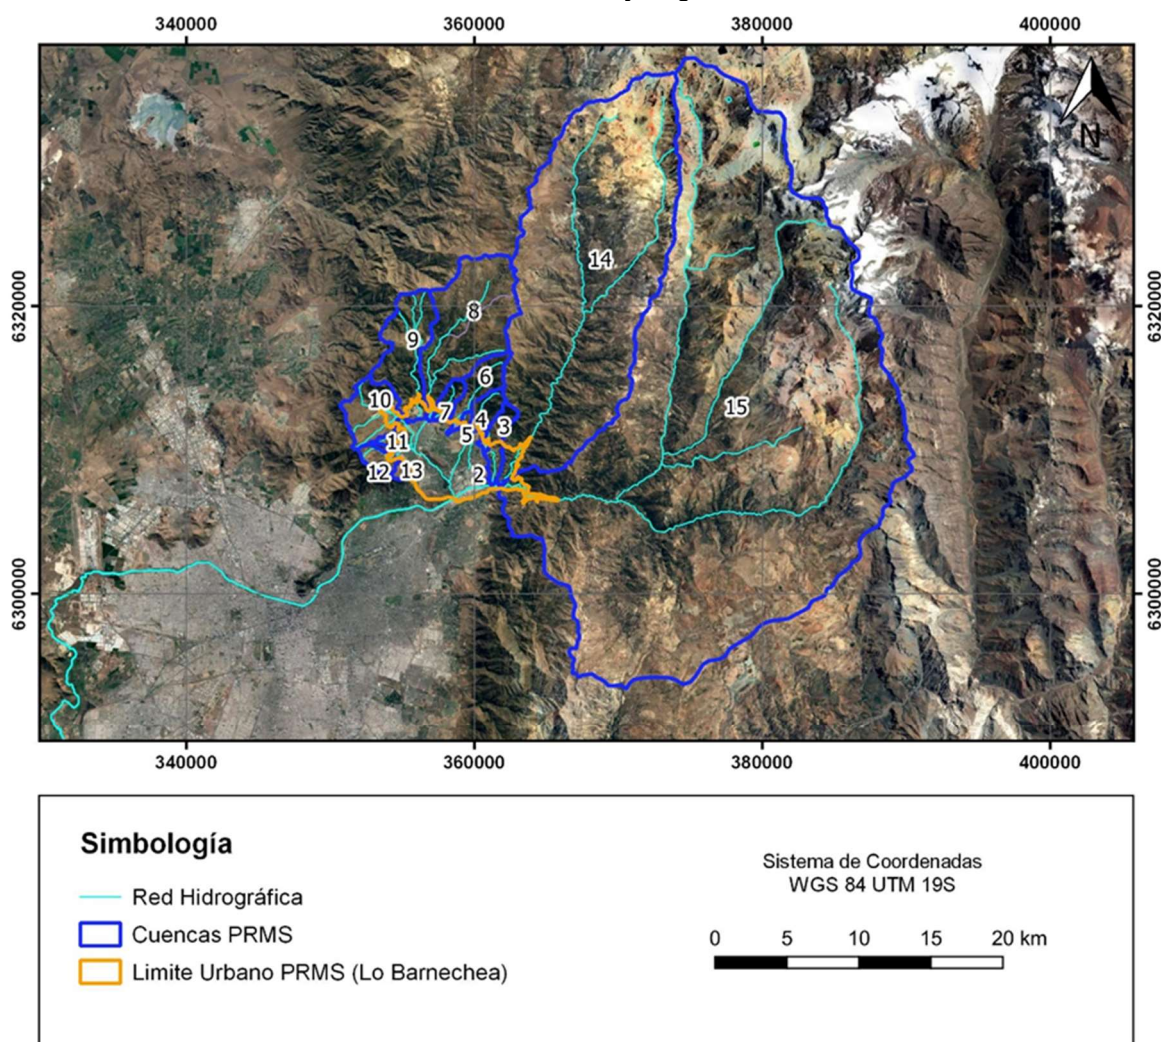 340000 360000 380000 400000
N
6320000 6320000
14
8
9
6
15
10
7
4
3
5
11
12 13
2
6300000 6300000
340000 360000 380000 400000
Simbología
Red Hidrográfica
Cuencas PRMS
Limite Urbano PRMS (Lo Barnechea)
Sistema de Coordenadas
WGS 84 UTM 19S
0 5 10 15 20 km